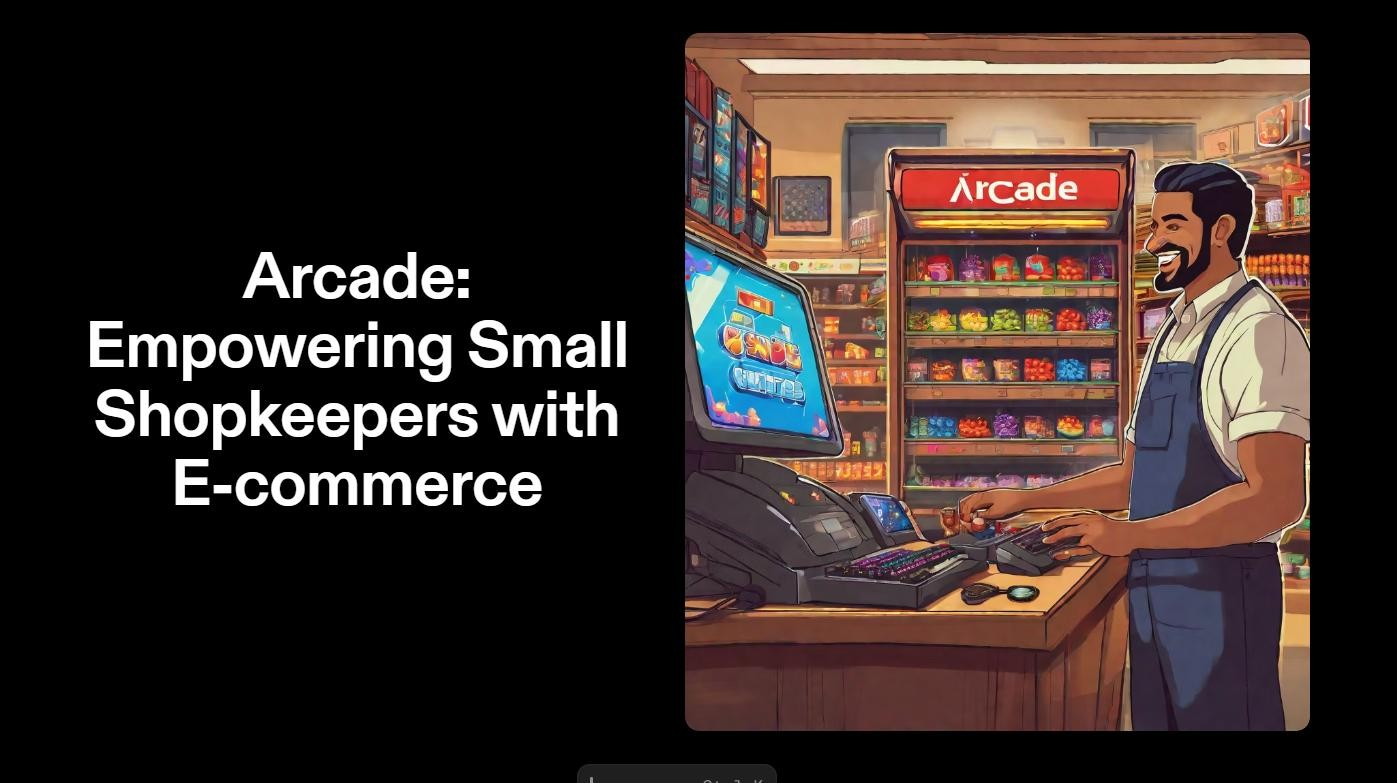 Arcade:
Empowering Small
Shopkeepers with
E-commerce
Arcade